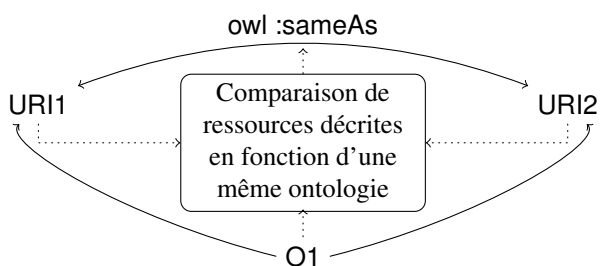 owl :sameAs
URI1
Comparaison de
ressources décrites
en fonction d'une
même ontologie
URI2
O1